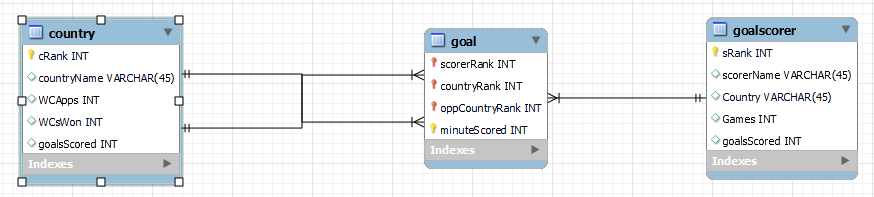 country
cRank INT
countryName VARCHAR(45)
WCApps INT
WCsWon INT
goalsScored INT
Indexes
goal
scorerRank INT
countryRank INT
oppCountryRank INT
minuteScored INT
Indexes
goalscorer
sRank INT
scorerName VARCHAR(45)
Country VARCHAR(45)
Games INT
goalsScored INT
Indexes